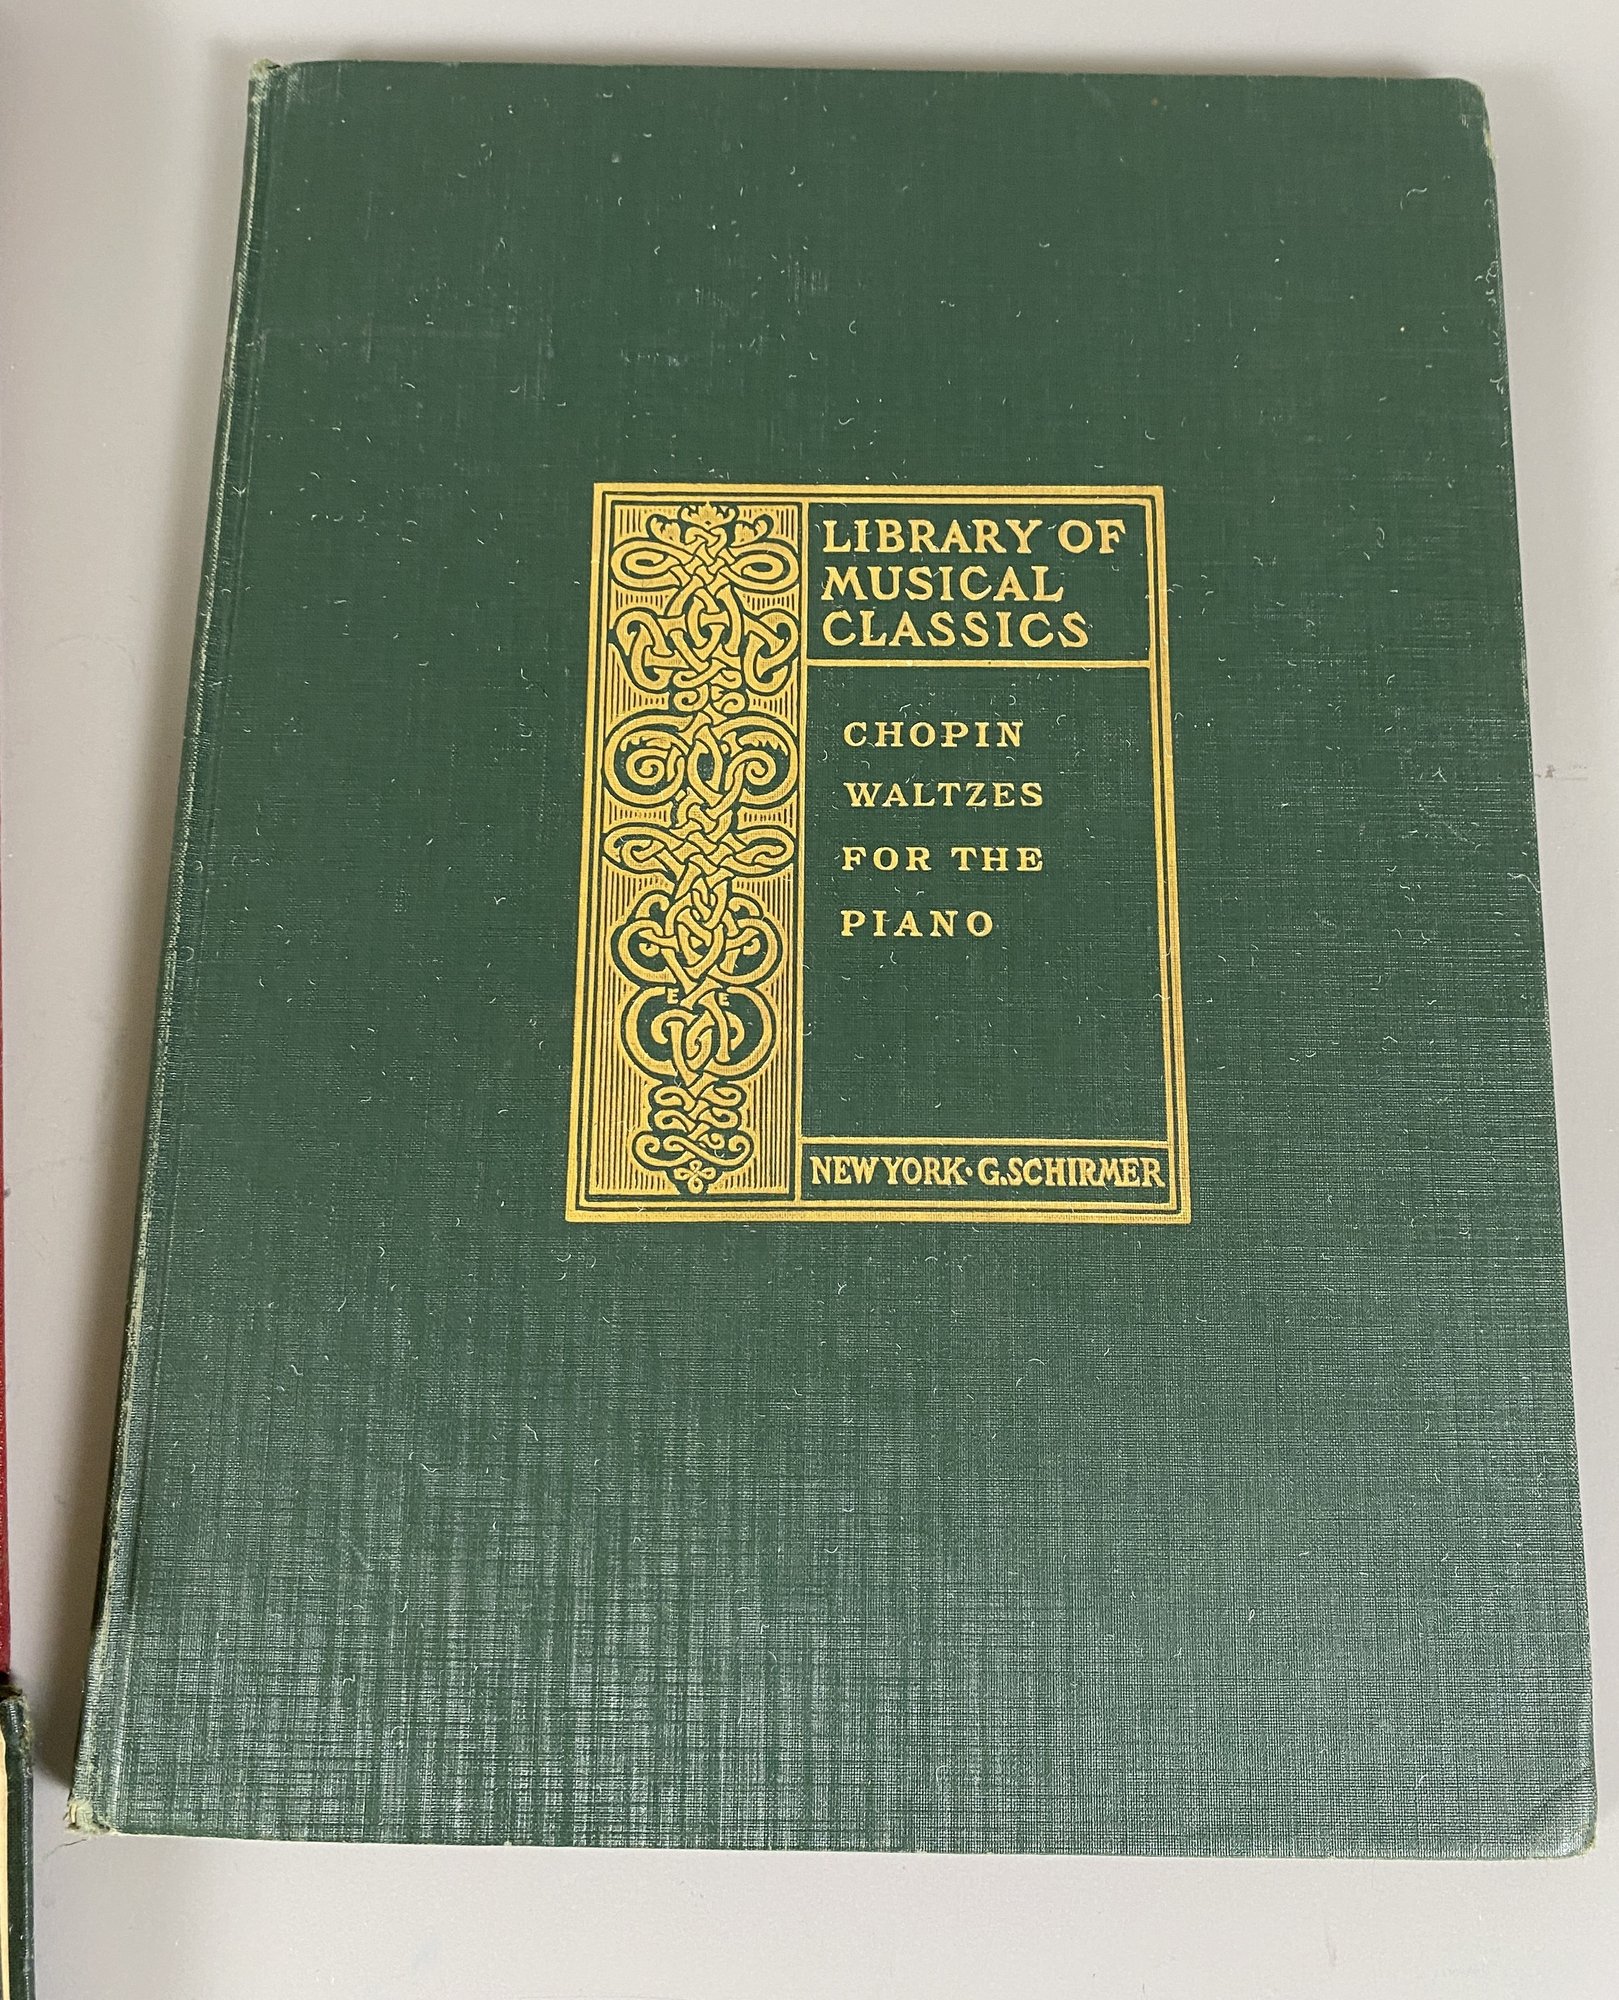 LIBRARY OF
MUSICAL
CLASSICS
CHOPIN
WALTZES
FOR THE
PIANO
E E
NEW YORK · G. SCHIRMER